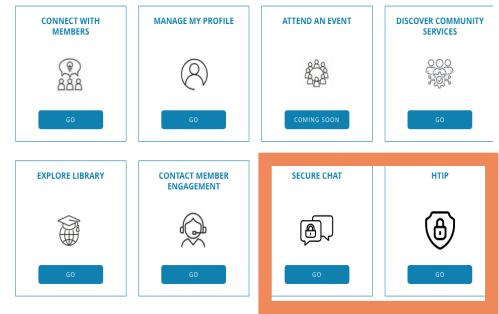 CONNECT WITH
MEMBERS
GO
MANAGE MY PROFILE
GO
ATTEND AN EVENT
COMING SOON
DISCOVER COMMUNITY
SERVICES
GO
EXPLORE LIBRARY
GO
CONTACT MEMBER
ENGAGEMENT
GO
SECURE CHAT
GO
HTIP
GO